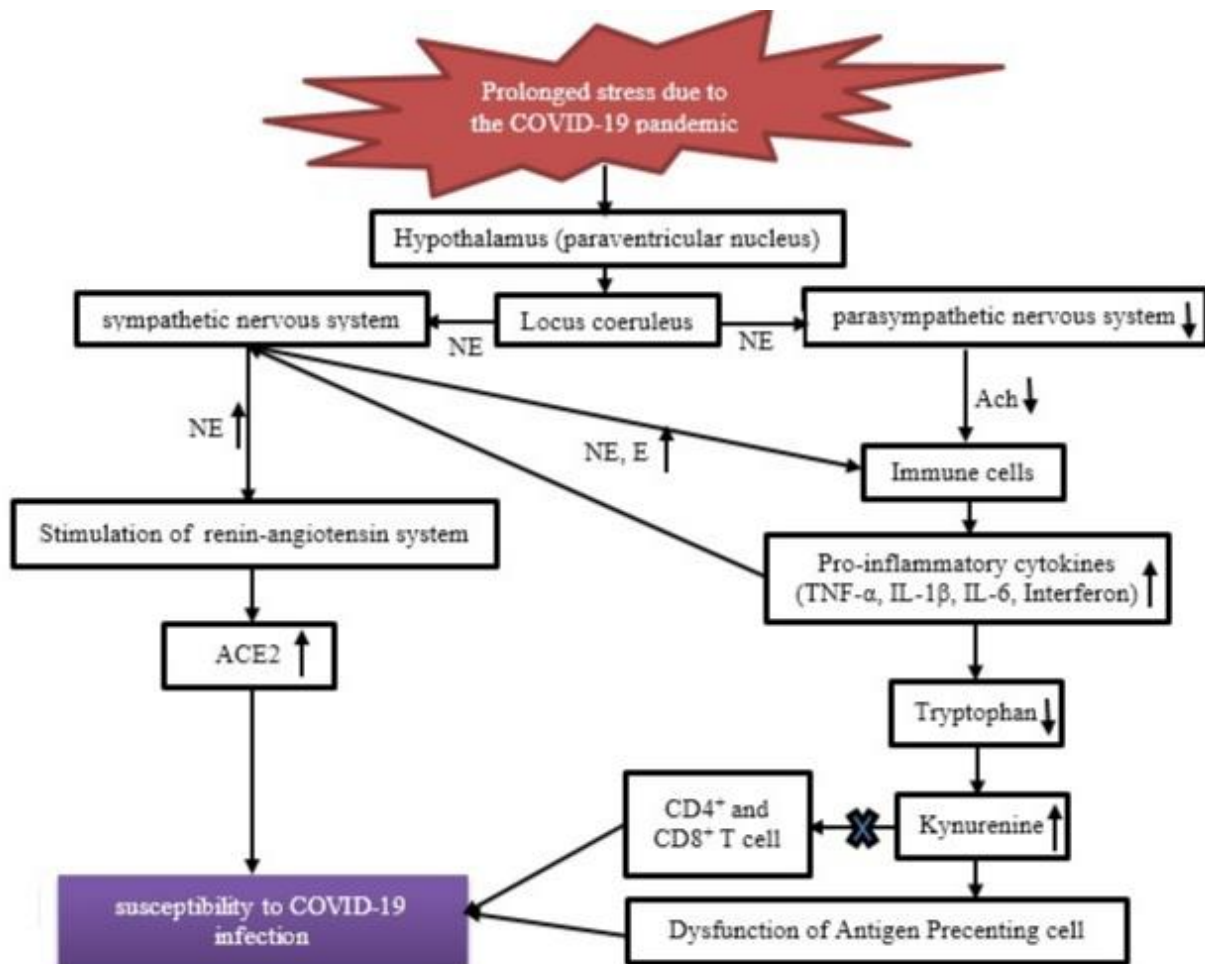 Prolonged stress due to
the COVID-19 pandemic
Hypothalamus (paraventricular nucleus)
sympathetic nervous system
Locus coeruleus
parasympathetic nervous system
NE
NE
Ach
NE
NE, E
Immune cells
Stimulation of renin-angiotensin system
Pro-inflammatory cytokines
(TNF-α, IL-1β, IL-6, Interferon)
ACE2
Tryptophan
CD4⁺ and
CD8⁺ T cell
X
Kynurenine
susceptibility to COVID-19
infection
Dysfunction of Antigen Precenting cell